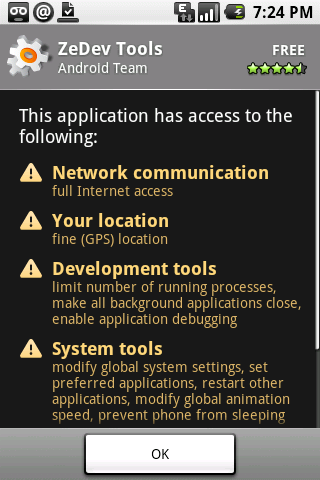 7:24 PM
ZeDev Tools
FREE
Android Team
This application has access to the
following:
Network communication
full Internet access
Your location
fine (GPS) location
Development tools
limit number of running processes,
make all background applications close,
enable application debugging
System tools
modify global system settings, set
preferred applications, restart other
applications, modify global animation
speed, prevent phone from sleeping
OK